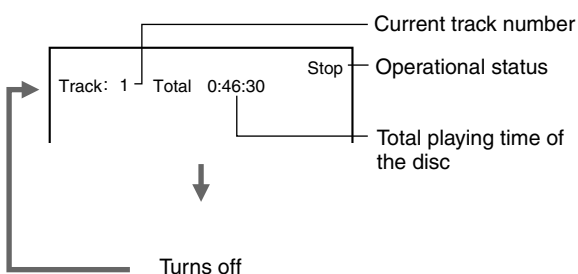 Current track number
Stop
Operational status
Track: 1 Total 0:46:30
Total playing time of
the disc
Turns off